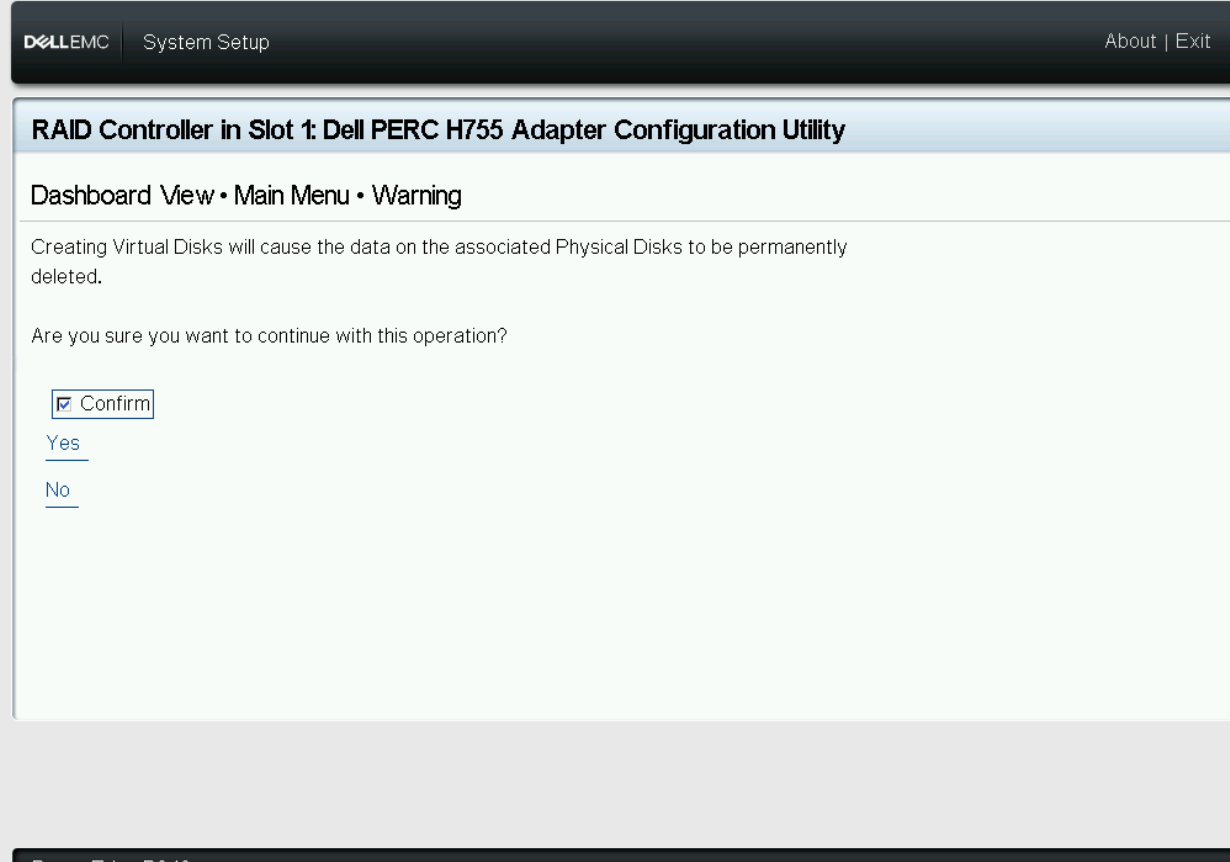 DELLEMC System Setup About | Exit
RAID Controller in Slot 1: Dell PERC H755 Adapter Configuration Utility
Dashboard View • Main Menu • Warning
Creating Virtual Disks will cause the data on the associated Physical Disks to be permanently
deleted.
Are you sure you want to continue with this operation?
Confirm
Yes
No